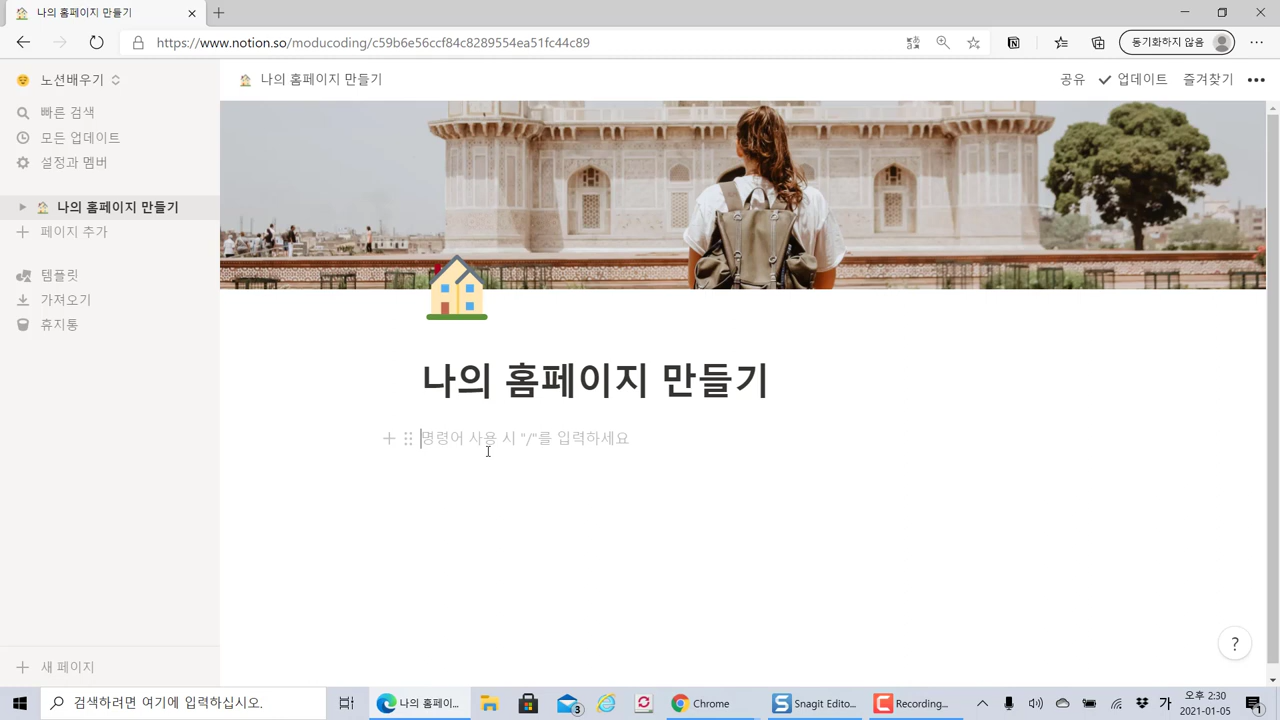 나의 홈페이지 만들기
https://www.notion.so/moducoding/c59b6e56ccf84c8289554ea51fc44c89
동기화하지 않음
노션배우기
나의 홈페이지 만들기
공유
업데이트
즐겨찾기
빠른 검색
모든 업데이트
설정과 멤버
나의 홈페이지 만들기
페이지 추가
템플릿
가져오기
휴지통
나의 홈페이지 만들기
명령어 사용 시 "/"를 입력하세요
?
새 페이지
검색하려면 여기에 입력하십시오.
나의 홈페이...
3
Chrome
Snagit Edito...
Recording...
가
오후 2:30
2021-01-05
1